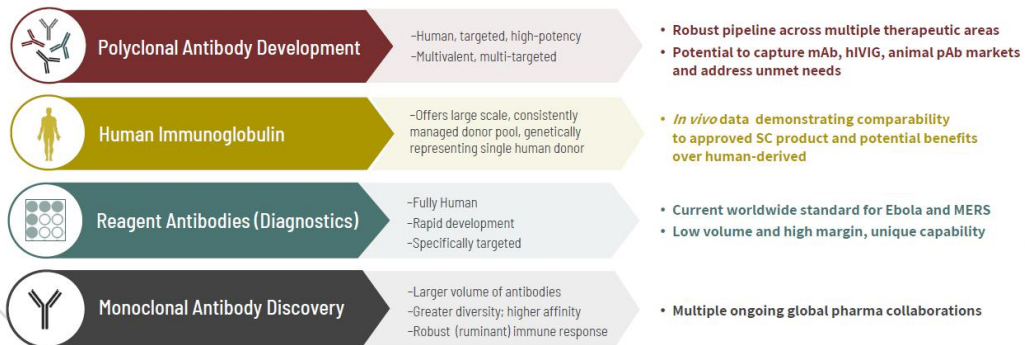 Polyclonal Antibody Development
–Human, targeted, high-potency
–Multivalent, multi-targeted
• Robust pipeline across multiple therapeutic areas
• Potential to capture mAb, hIVIG, animal pAb markets
and address unmet needs
Human Immunoglobulin
–Offers large scale, consistently
managed donor pool, genetically
representing single human donor
• In vivo data demonstrating comparability
to approved SC product and potential benefits
over human-derived
Reagent Antibodies (Diagnostics)
–Fully Human
–Rapid development
–Specifically targeted
• Current worldwide standard for Ebola and MERS
• Low volume and high margin, unique capability
Monoclonal Antibody Discovery
–Larger volume of antibodies
–Greater diversity; higher affinity
–Robust (ruminant) immune response
• Multiple ongoing global pharma collaborations